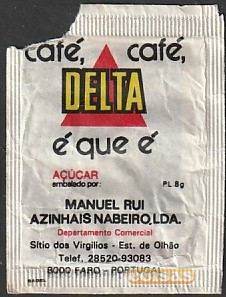 café, café,
DELTA
é que é
AÇÚCAR
embalado por: PL 8g
MANUEL RUI
AZINHAIS NABEIRO, LDA.
Departamento Comercial
Sítio dos Virgílios - Est. de Olhão
Telef. 28520-93083
8000 FARO - PORTUGAL